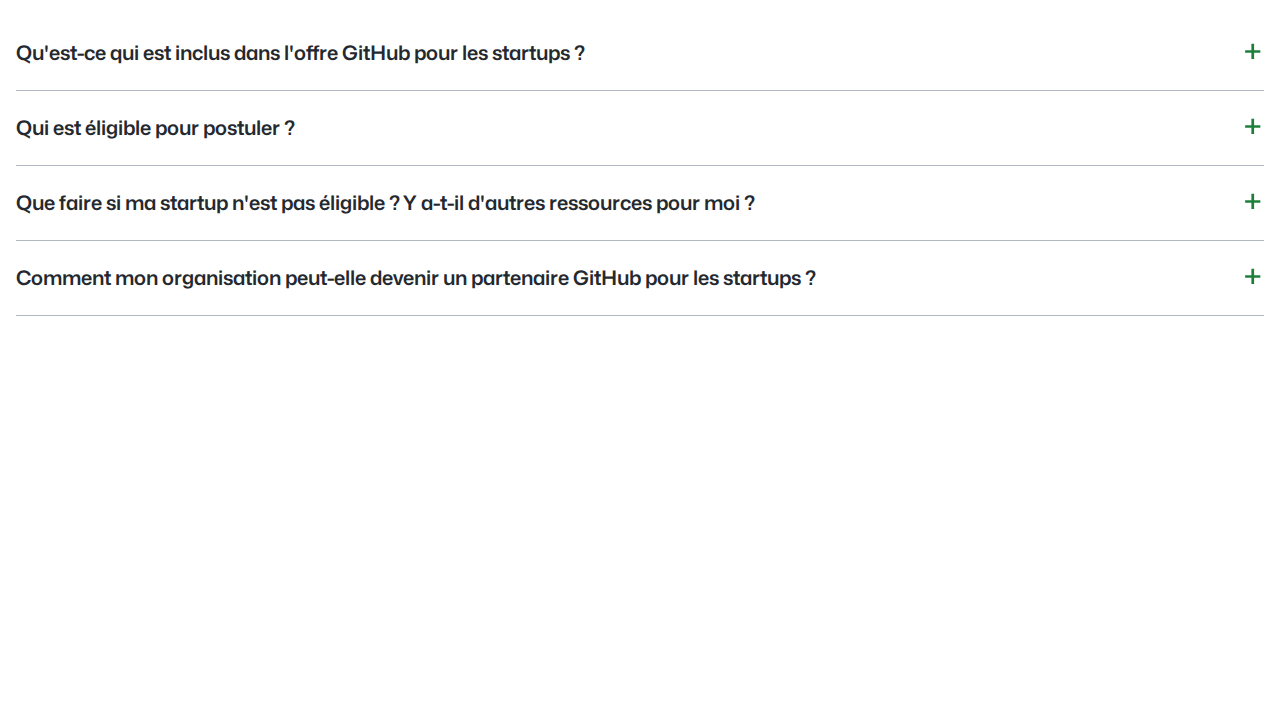 Qu'est-ce qui est inclus dans l'offre GitHub pour les startups ?
Qui est éligible pour postuler ?
Que faire si ma startup n'est pas éligible ? Y a-t-il d'autres ressources pour moi ?
Comment mon organisation peut-elle devenir un partenaire GitHub pour les startups ?